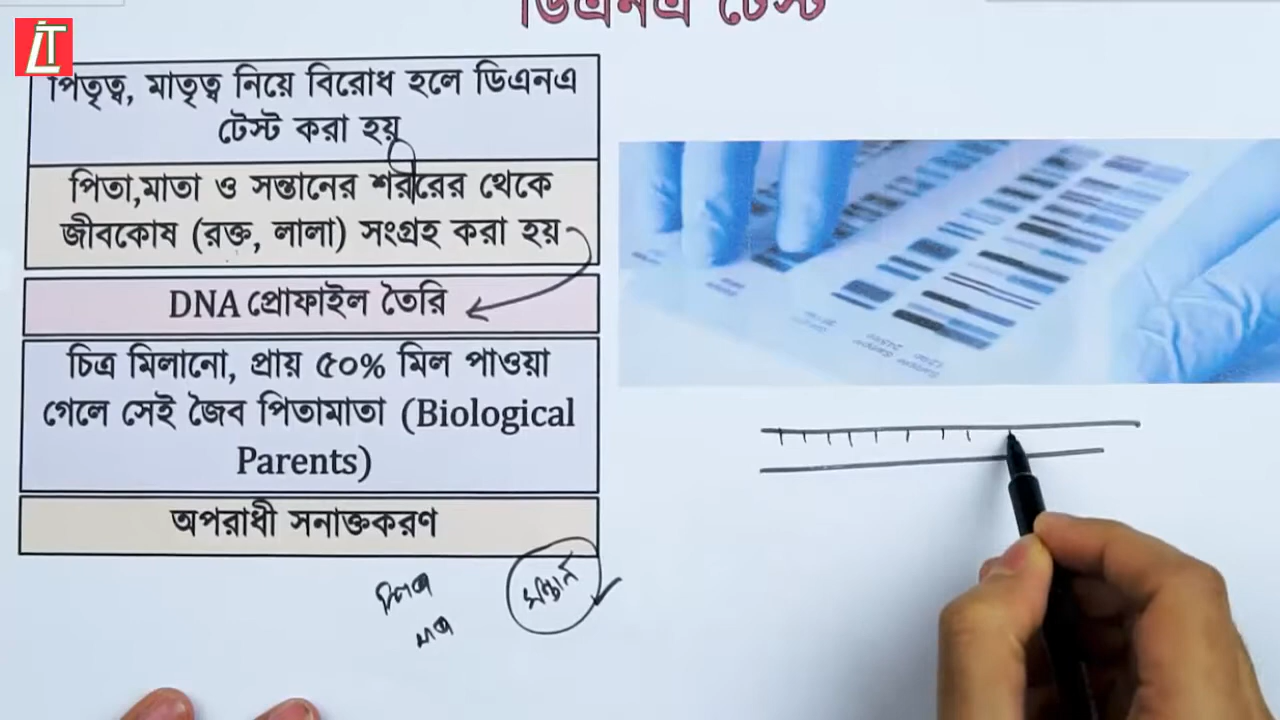 LT
ডিএনএ টেস্ট
পিতৃত্ব, মাতৃত্ব নিয়ে বিরোধ হলে ডিএনএ
টেস্ট করা হয়
পিতা,মাতা ও সন্তানের শরীরের থেকে
জীবকোষ (রক্ত, লালা) সংগ্রহ করা হয়
DNA প্রোফাইল তৈরি
চিত্র মিলানো, প্রায় ৫০% মিল পাওয়া
গেলে সেই জৈব পিতামাতা (Biological
Parents)
অপরাধী সনাক্তকরণ
সন্তান